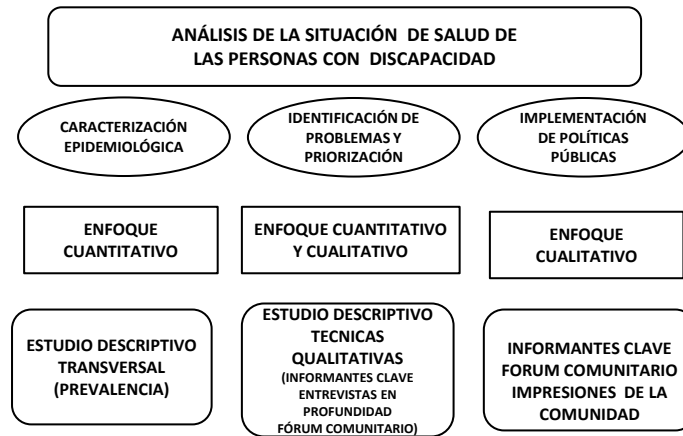 ANÁLISIS DE LA SITUACIÓN DE SALUD DE
LAS PERSONAS CON DISCAPACIDAD
CARACTERIZACIÓN
EPIDEMIOLÓGICA
IDENTIFICACIÓN DE
PROBLEMAS Y
PRIORIZACIÓN
IMPLEMENTACIÓN
DE POLÍTICAS
PÚBLICAS
ENFOQUE
CUANTITATIVO
ENFOQUE CUANTITATIVO
Y CUALITATIVO
ENFOQUE
CUALITATIVO
ESTUDIO DESCRIPTIVO
TRANSVERSAL
(PREVALENCIA)
ESTUDIO DESCRIPTIVO
TECNICAS
QUALITATIVAS
(INFORMANTES CLAVE
ENTREVISTAS EN
PROFUNDIDAD
FÓRUM COMUNITARIO)
INFORMANTES CLAVE
FORUM COMUNITARIO
IMPRESIONES DE LA
COMUNIDAD